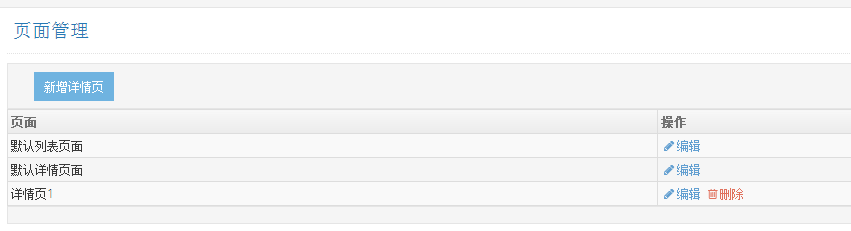 页面管理
新增详情页
页面 操作
默认列表页面 编辑
默认详情页面 编辑
详情页1 编辑 删除